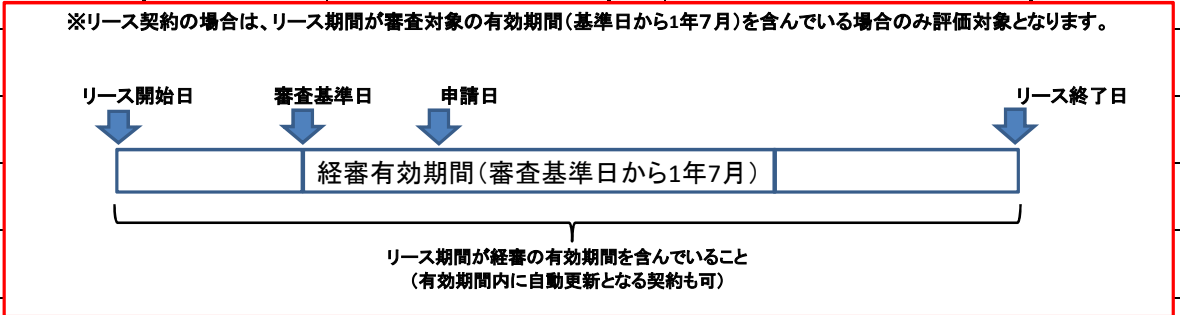 ※リース契約の場合は、リース期間が審査対象の有効期間(基準日から1年7月)を含んでいる場合のみ評価対象となります。
リース開始日
審査基準日
申請日
リース終了日
経審有効期間(審査基準日から1年7月)
リース期間が経審の有効期間を含んでいること
(有効期間内に自動更新となる契約も可)